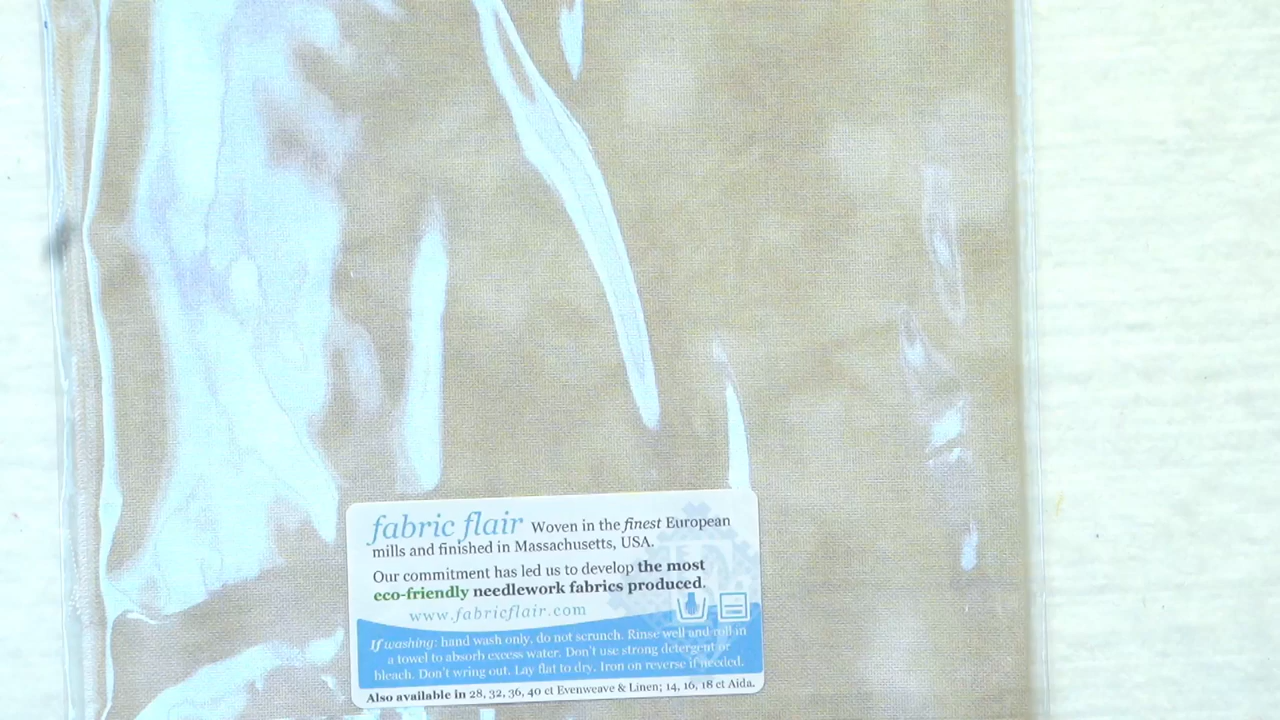 fabric flair Woven in the finest European
mills and finished in Massachusetts, USA.
Our commitment has led us to develop the most
eco-friendly needlework fabrics produced.
www.fabricflair.com
If washing: hand wash only, do not scrunch. Rinse well and roll in
a towel to absorb excess water. Don't use strong detergent or
bleach. Don't wring out. Lay flat to dry. Iron on reverse if needed.
Also available in 28, 32, 36, 40 ct Evenweave & Linen; 14, 16, 18 ct Aida.